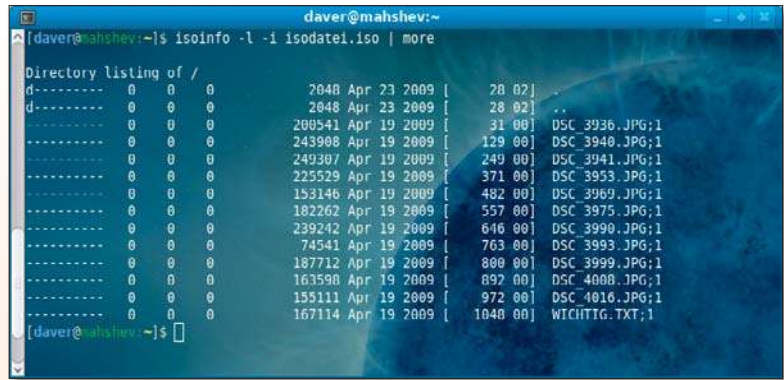 daver@mahshev:~
[daver@mahshev:~]$ isoinfo -l -i isodatei.iso | more
Directory listing of /
d--------- 0 0 0 2048 Apr 23 2009 [ 28 02] .
d--------- 0 0 0 2048 Apr 23 2009 [ 28 02] ..
---------- 0 0 0 200541 Apr 19 2009 [ 31 00] DSC_3936.JPG;1
---------- 0 0 0 243908 Apr 19 2009 [ 129 00] DSC_3940.JPG;1
---------- 0 0 0 249307 Apr 19 2009 [ 249 00] DSC_3941.JPG;1
---------- 0 0 0 225529 Apr 19 2009 [ 371 00] DSC_3953.JPG;1
---------- 0 0 0 153146 Apr 19 2009 [ 482 00] DSC_3969.JPG;1
---------- 0 0 0 182262 Apr 19 2009 [ 557 00] DSC_3975.JPG;1
---------- 0 0 0 239242 Apr 19 2009 [ 646 00] DSC_3990.JPG;1
---------- 0 0 0 74541 Apr 19 2009 [ 763 00] DSC_3993.JPG;1
---------- 0 0 0 187712 Apr 19 2009 [ 800 00] DSC_3999.JPG;1
---------- 0 0 0 163598 Apr 19 2009 [ 892 00] DSC_4008.JPG;1
---------- 0 0 0 155111 Apr 19 2009 [ 972 00] DSC_4016.JPG;1
---------- 0 0 0 167114 Apr 19 2009 [ 1048 00] WICHTIG.TXT;1
[daver@mahshev:~]$